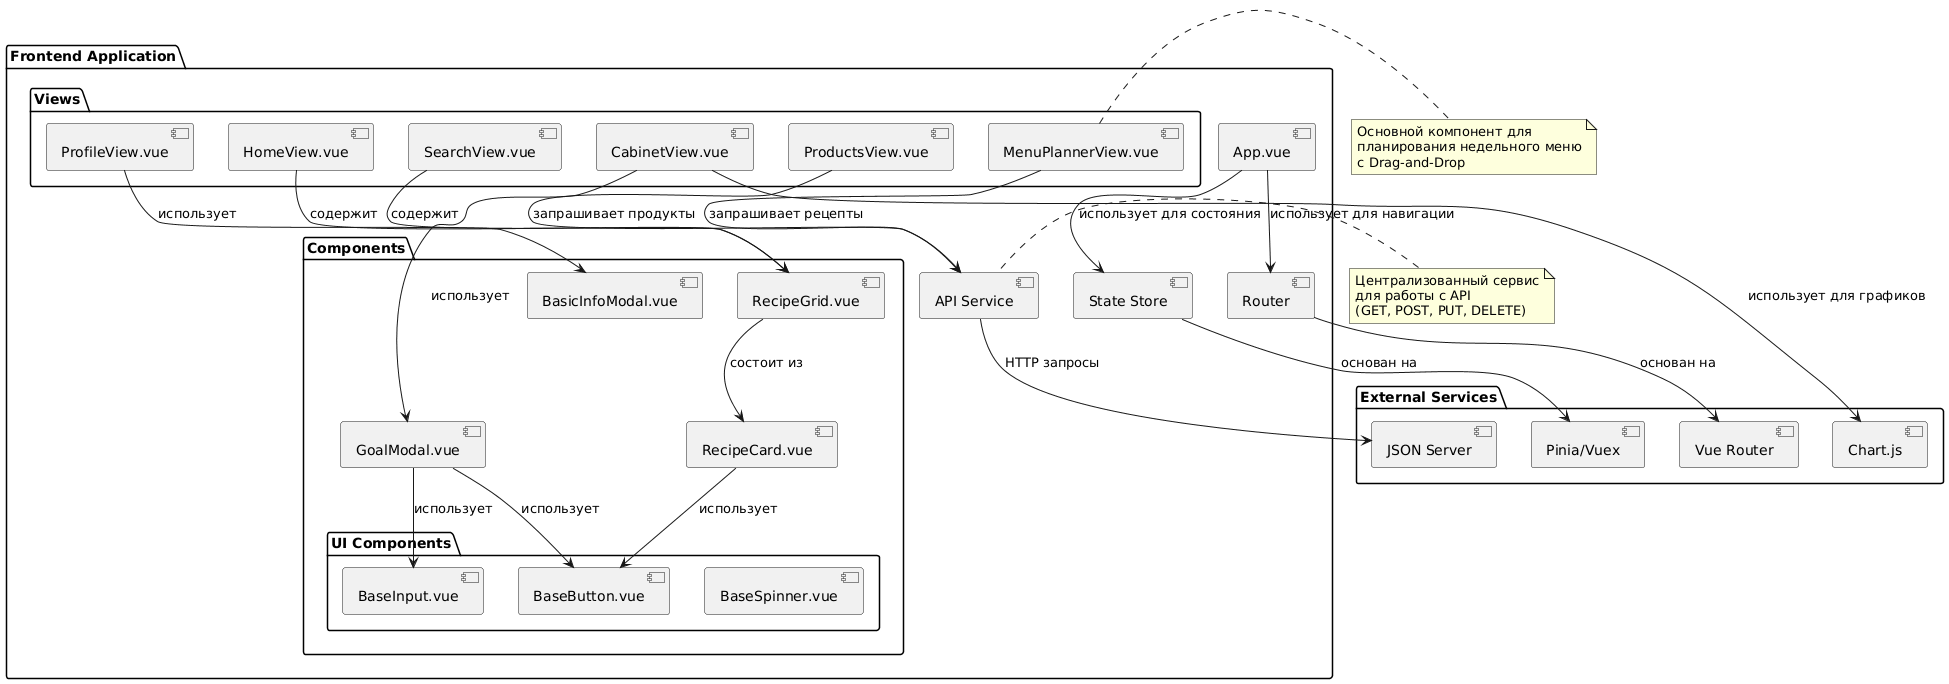 Frontend Application
Views
ProfileView.vue
HomeView.vue
SearchView.vue
CabinetView.vue
ProductsView.vue
MenuPlannerView.vue
App.vue
Основной компонент для
планирования недельного меню
с Drag-and-Drop
использует
содержит
содержит
запрашивает продукты
запрашивает рецепты
использует для состояния
использует для навигации
Components
BasicInfoModal.vue
RecipeGrid.vue
API Service
State Store
Router
Централизованный сервис
для работы с API
(GET, POST, PUT, DELETE)
использует
использует для графиков
состоит из
HTTP запросы
основан на
основан на
External Services
GoalModal.vue
RecipeCard.vue
JSON Server
Pinia/Vuex
Vue Router
Chart.js
использует
использует
использует
UI Components
BaseInput.vue
BaseButton.vue
BaseSpinner.vue